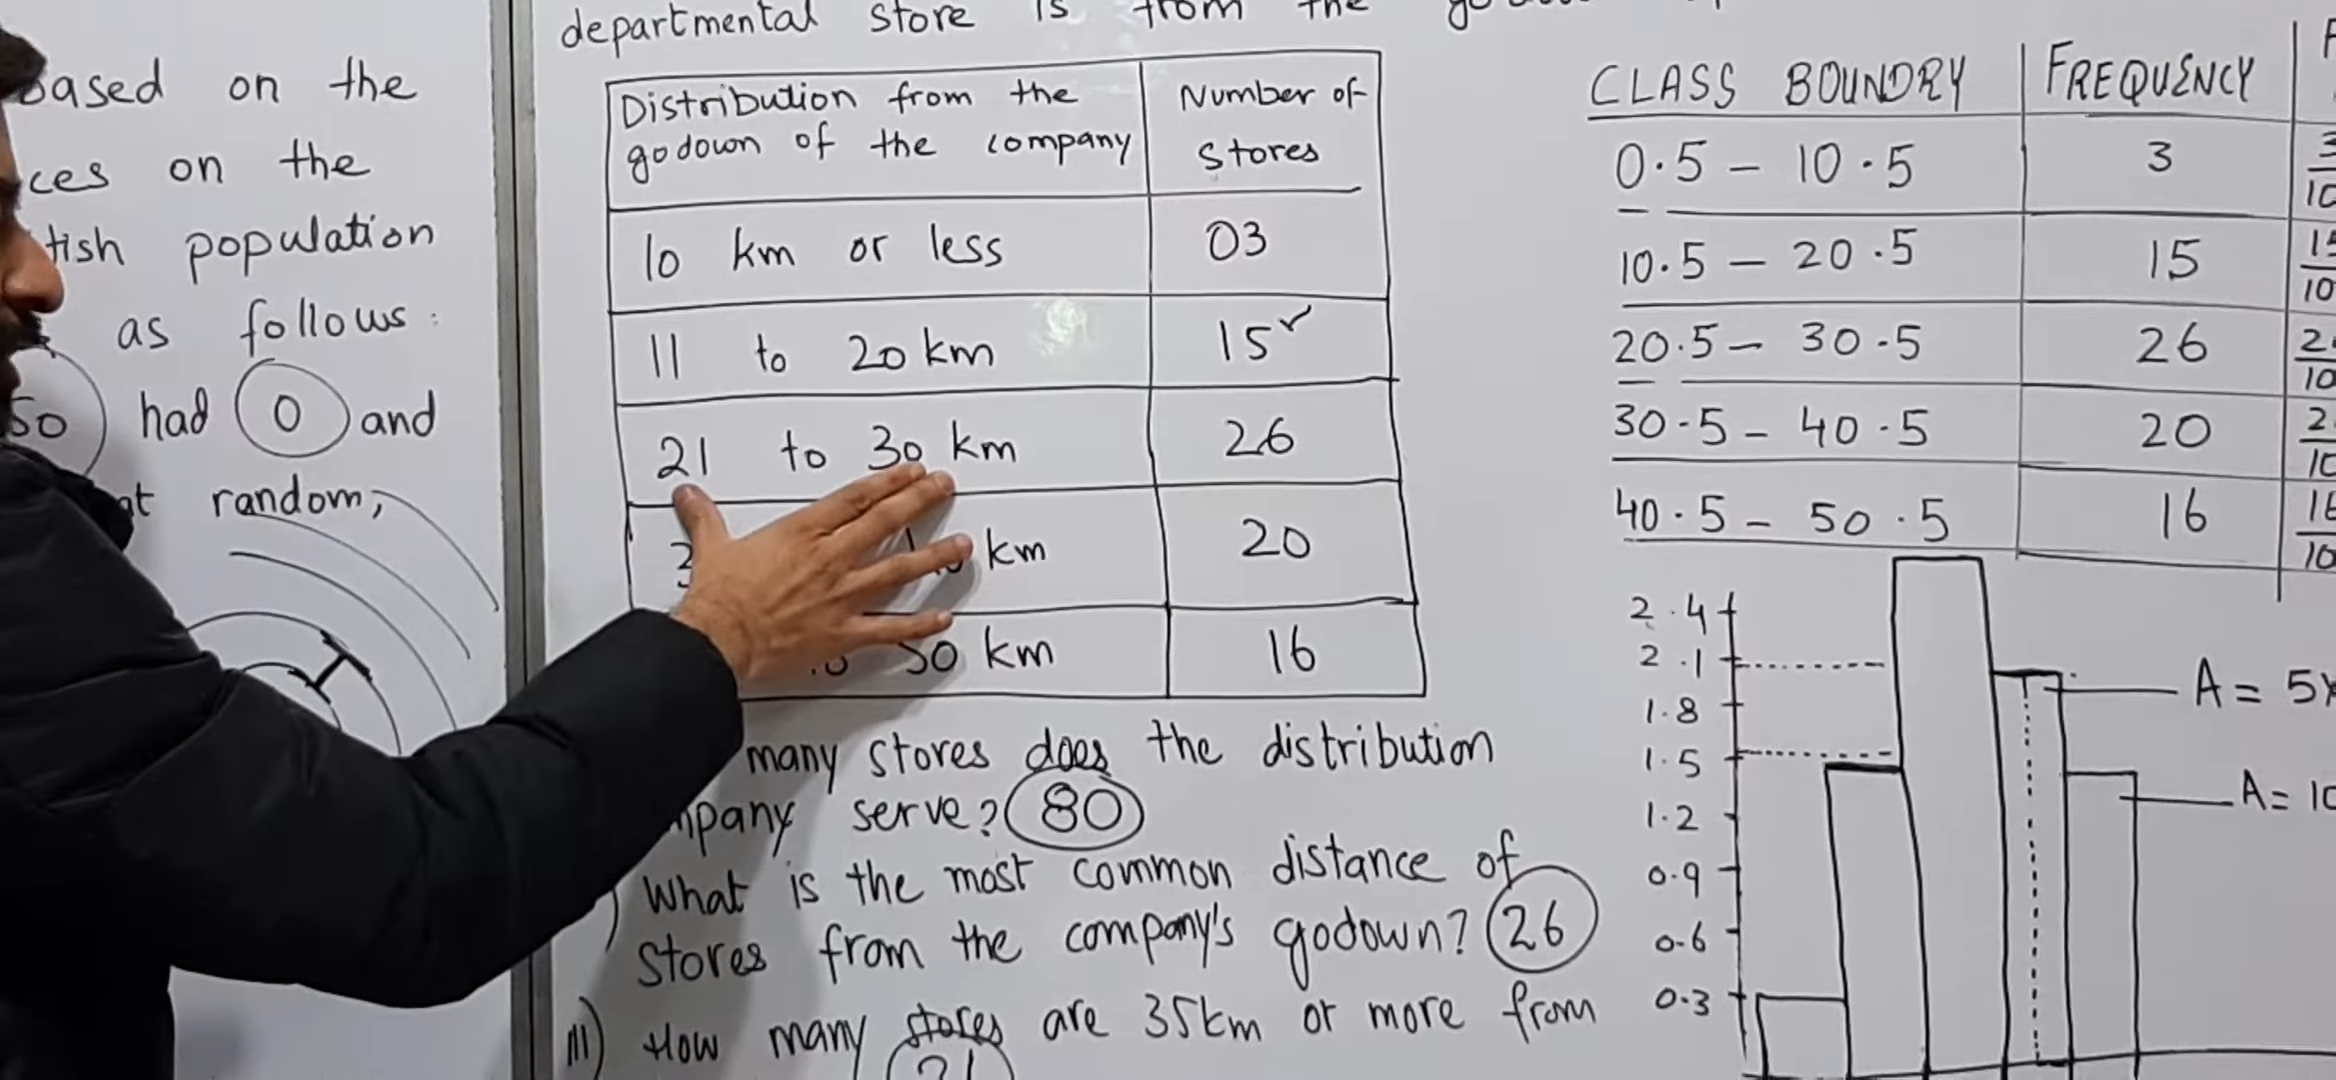 departmental store is from the
based on the
ces on the
tish population
as follows:
50 had 0 and
at random,
Distribution from the
godown of the company
Number of
Stores
10 km or less 03
11 to 20 km 15
21 to 30 km 26
km 20
50 km 16
many stores does the distribution
mpany serve? 80
What is the most common distance of
stores from the company's godown? 26
III) How many stores are 35km or more from
21
CLASS BOUNDRY FREQUENCY
0.5 - 10.5 3
10.5 - 20.5 15
20.5 - 30.5 26
30.5 - 40.5 20
40.5 - 50.5 16
2.4
2.1
1.8
1.5
1.2
0.9
0.6
0.3
A = 5x
A = 10